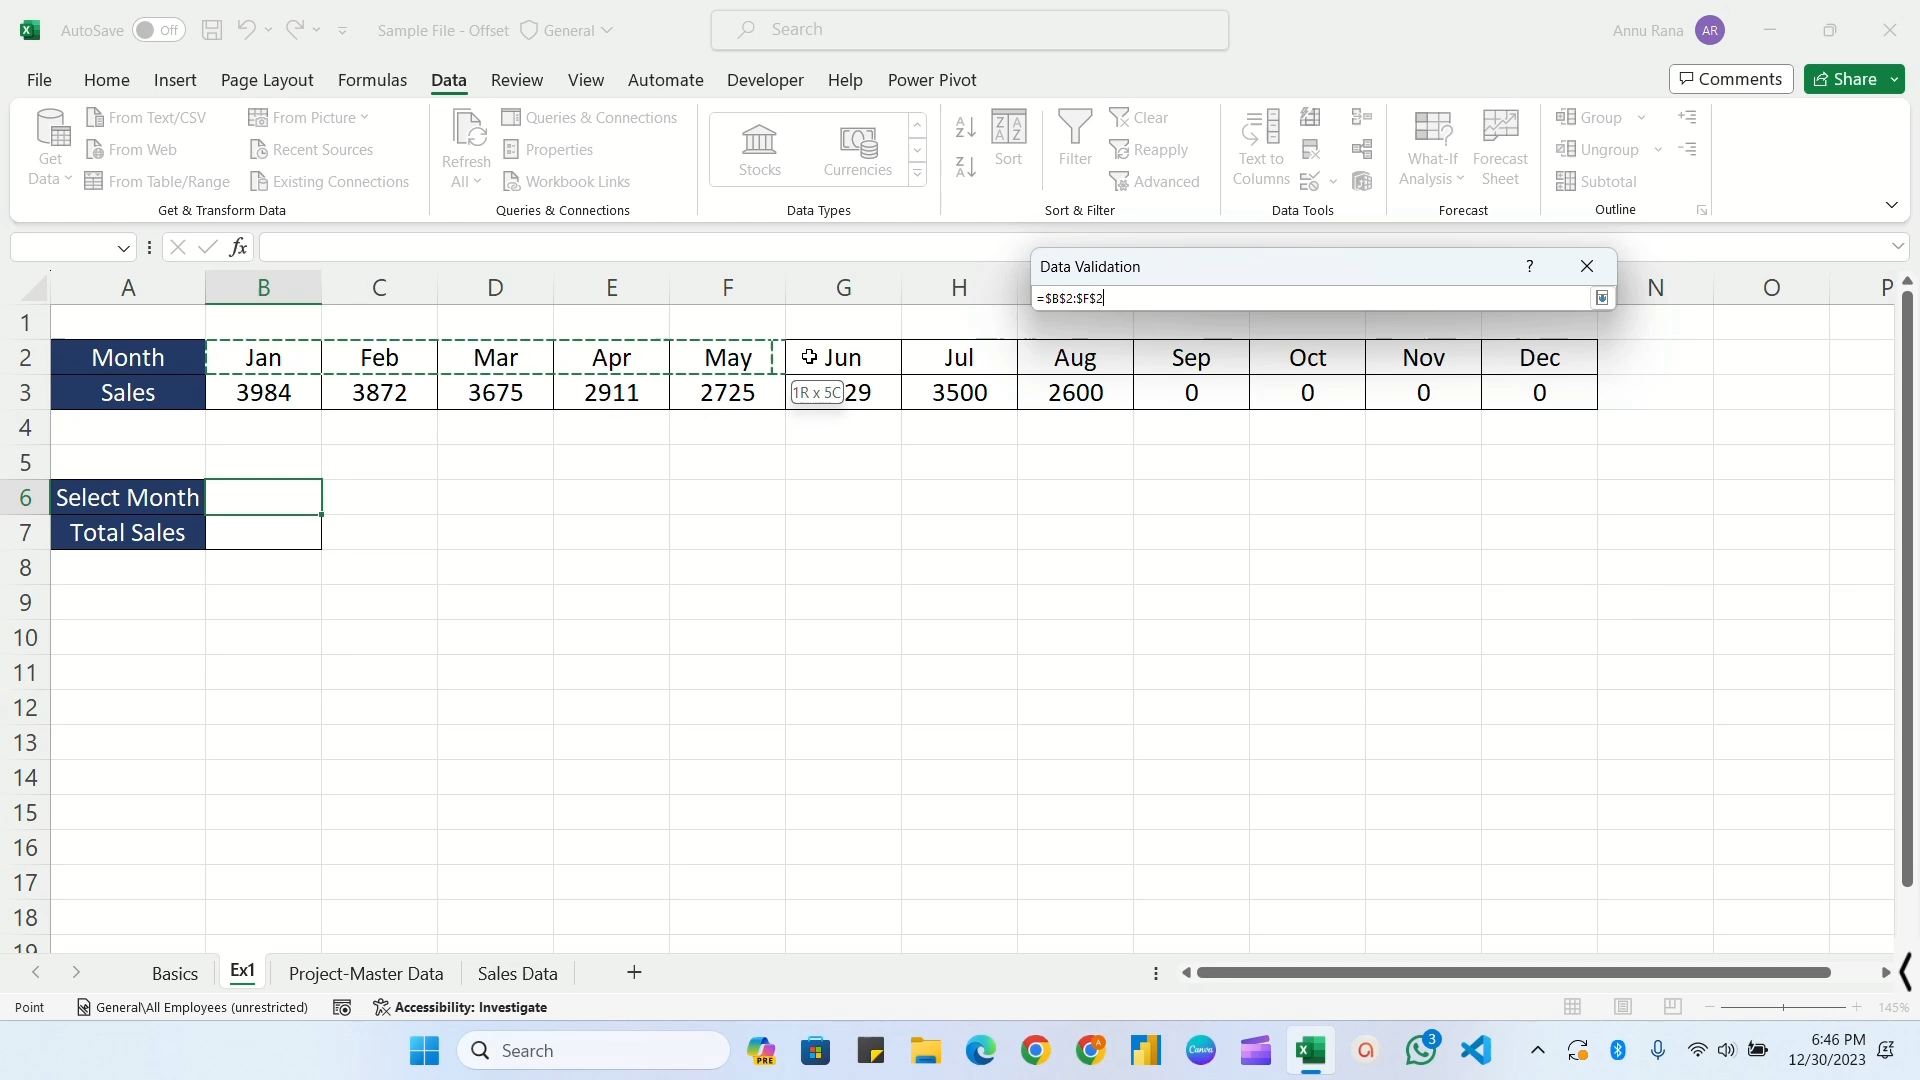 AutoSave Off Sample File - Offset General Search Annu Rana AR
File Home Insert Page Layout Formulas Data Review View Automate Developer Help Power Pivot Comments Share
Get Data From Text/CSV From Web From Table/Range From Picture Recent Sources Existing Connections
Get & Transform Data
Refresh All Queries & Connections Properties Workbook Links
Queries & Connections
Stocks Currencies
Data Types
Sort Filter Clear Reapply Advanced
Sort & Filter
Text to Columns
Data Tools
What-If Analysis Forecast Sheet
Forecast
Group Ungroup Subtotal
Outline
fx
Data Validation ?
=$B$2:$F$2
A B C D E F G H N O P
1
2 Month Jan Feb Mar Apr May Jun Jul Aug Sep Oct Nov Dec
3 Sales 3984 3872 3675 2911 2725 29 3500 2600 0 0 0 0
1R x 5C
4
5
6 Select Month
7 Total Sales
8
9
10
11
12
13
14
15
16
17
18
19
Basics Ex1 Project-Master Data Sales Data +
Point General\All Employees (unrestricted) Accessibility: Investigate 145%
Search PRE Canva 3 6:46 PM
12/30/2023